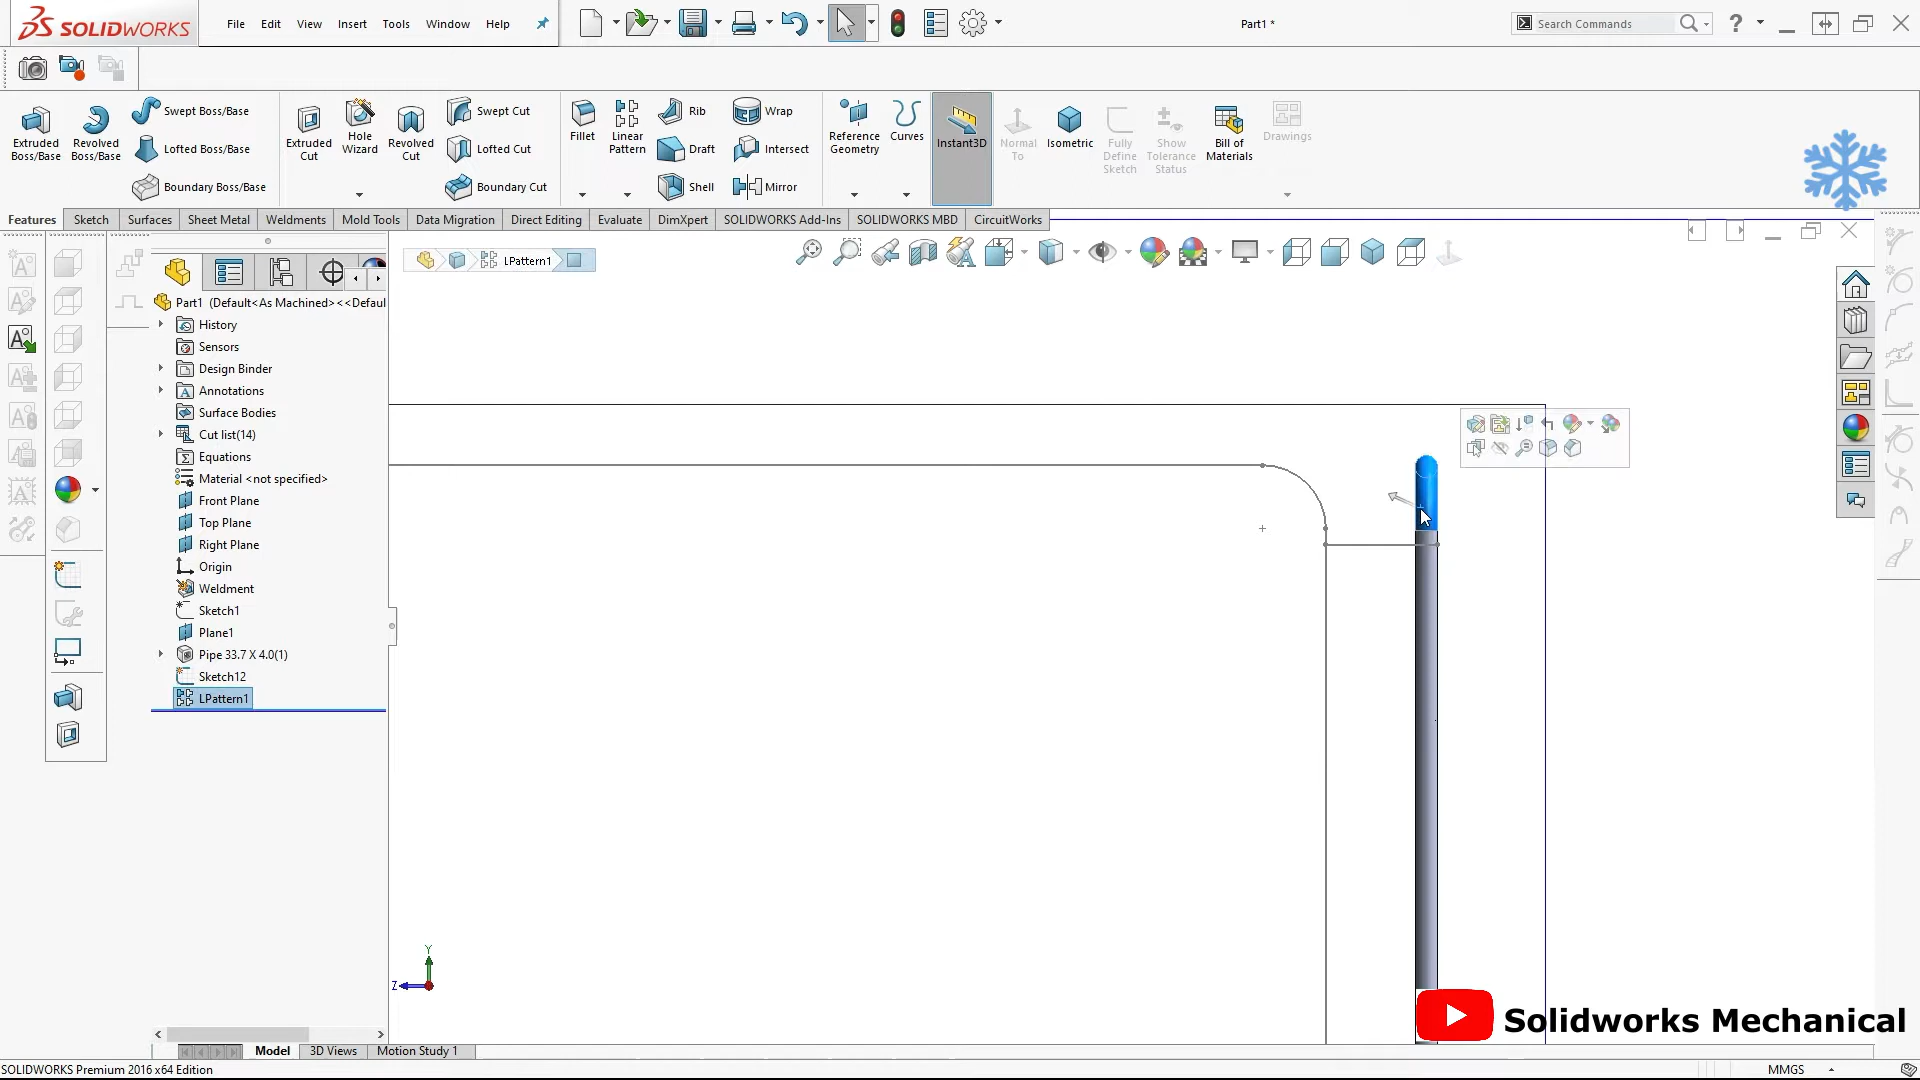 SOLIDWORKS
File Edit View Insert Tools Window Help
Part1 *
Search Commands
Extruded Boss/Base
Revolved Boss/Base
Swept Boss/Base
Lofted Boss/Base
Boundary Boss/Base
Extruded Cut
Hole Wizard
Revolved Cut
Swept Cut
Lofted Cut
Boundary Cut
Fillet
Linear Pattern
Rib
Draft
Shell
Wrap
Intersect
Mirror
Reference Geometry
Curves
Instant3D
Normal To
Isometric
Fully Define Sketch
Show Tolerance Status
Bill of Materials
Drawings
Features Sketch Surfaces Sheet Metal Weldments Mold Tools Data Migration Direct Editing Evaluate DimXpert SOLIDWORKS Add-Ins SOLIDWORKS MBD CircuitWorks
LPattern1
Part1 (Default<As Machined><<Defaul
History
Sensors
Design Binder
Annotations
Surface Bodies
Cut list(14)
Equations
Material <not specified>
Front Plane
Top Plane
Right Plane
Origin
Weldment
Sketch1
Plane1
Pipe 33.7 X 4.0(1)
Sketch12
LPattern1
Y
Z
Solidworks Mechanical
Model 3D Views Motion Study 1
SOLIDWORKS Premium 2016 x64 Edition
MMGS